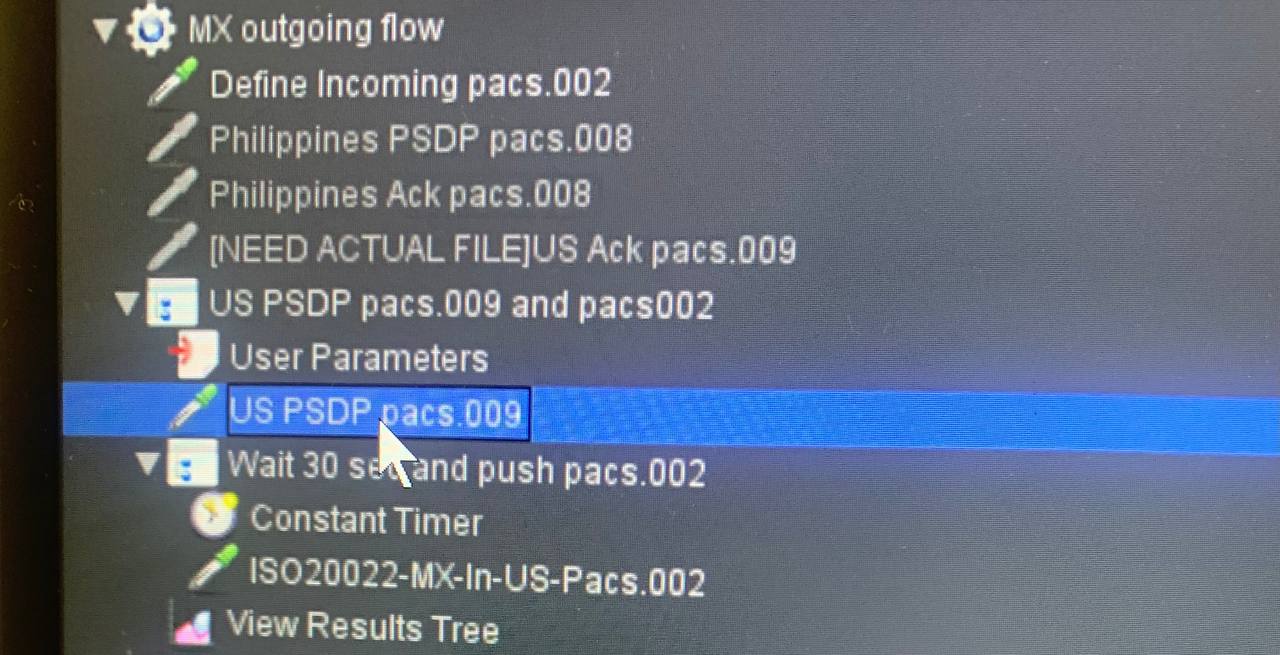 MX outgoing flow
Define Incoming pacs.002
Philippines PSDP pacs.008
Philippines Ack pacs.008
[NEED ACTUAL FILE]US Ack pacs.009
US PSDP pacs.009 and pacs002
User Parameters
US PSDP pacs.009
Wait 30 sec and push pacs.002
Constant Timer
ISO20022-MX-In-US-Pacs.002
View Results Tree